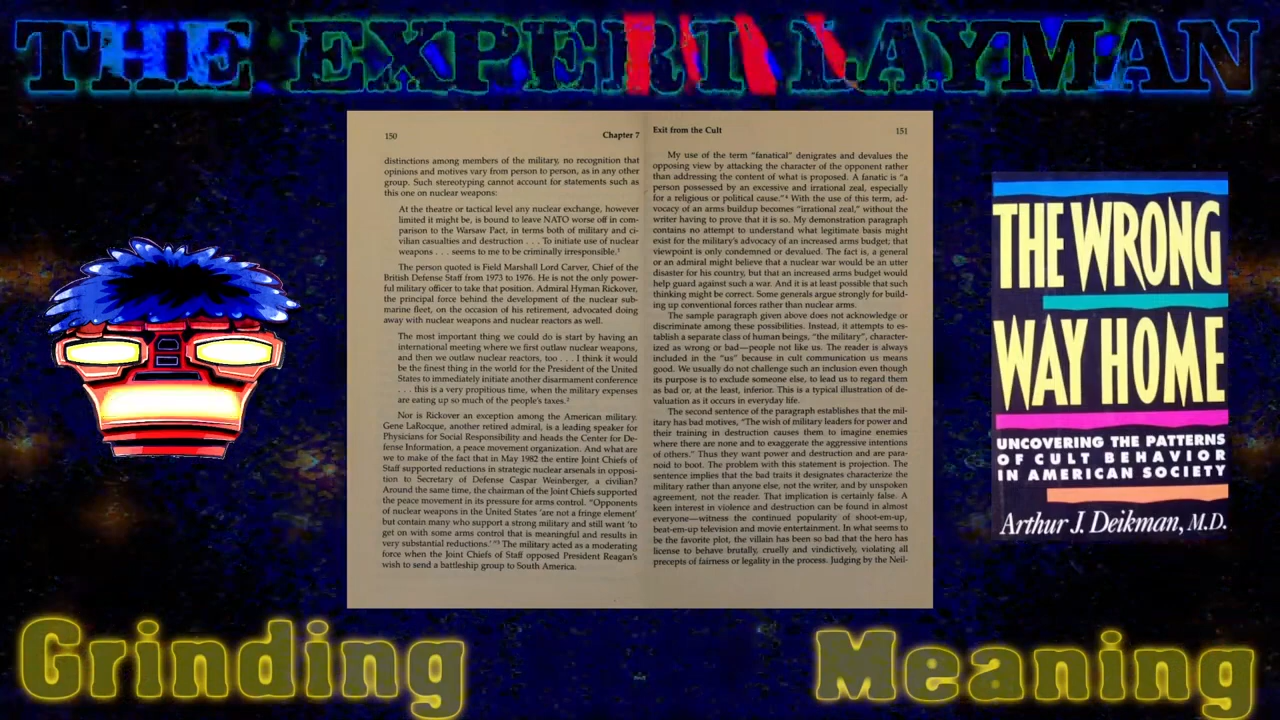 THE EXPERT LAYMAN
150
Chapter 7
distinctions among members of the military, no recognition that
opinions and motives vary from person to person, as in any other
group. Such stereotyping cannot account for statements such as
this one on nuclear weapons:
At the theatre or tactical level any nuclear exchange, however
limited it might be, is bound to leave NATO worse off in com-
parison to the Warsaw Pact, in terms both of military and ci-
vilian casualties and destruction . . . To initiate use of nuclear
weapons . . . seems to me to be criminally irresponsible.¹
The person quoted is Field Marshall Lord Carver, Chief of the
British Defense Staff from 1973 to 1976. He is not the only power-
ful military officer to take that position. Admiral Hyman Rickover,
the principal force behind the development of the nuclear sub-
marine fleet, on the occasion of his retirement, advocated doing
away with nuclear weapons and nuclear reactors as well.
The most important thing we could do is start by having an
international meeting where we first outlaw nuclear weapons,
and then we outlaw nuclear reactors, too . . . I think it would
be the finest thing in the world for the President of the United
States to immediately initiate another disarmament conference
. . . this is a very propitious time, when the military expenses
are eating up so much of the people's taxes.²
Nor is Rickover an exception among the American military.
Gene LaRocque, another retired admiral, is a leading speaker for
Physicians for Social Responsibility and heads the Center for De-
fense Information, a peace movement organization. And what are
we to make of the fact that in May 1982 the entire Joint Chiefs of
Staff supported reductions in strategic nuclear arsenals in opposi-
tion to Secretary of Defense Caspar Weinberger, a civilian?
Around the same time, the chairman of the Joint Chiefs supported
the peace movement in its pressure for arms control. "Opponents
of nuclear weapons in the United States 'are not a fringe element'
but contain many who support a strong military and still want 'to
get on with some arms control that is meaningful and results in
very substantial reductions.' "³ The military acted as a moderating
force when the Joint Chiefs of Staff opposed President Reagan's
wish to send a battleship group to South America.
Exit from the Cult
151
My use of the term "fanatical" denigrates and devalues the
opposing view by attacking the character of the opponent rather
than addressing the content of what is proposed. A fanatic is "a
person possessed by an excessive and irrational zeal, especially
for a religious or political cause."⁴ With the use of this term, ad-
vocacy of an arms buildup becomes "irrational zeal," without the
writer having to prove that it is so. My demonstration paragraph
contains no attempt to understand what legitimate basis might
exist for the military's advocacy of an increased arms budget; that
viewpoint is only condemned or devalued. The fact is, a general
or an admiral might believe that a nuclear war would be an utter
disaster for his country, but that an increased arms budget would
help guard against such a war. And it is at least possible that such
thinking might be correct. Some generals argue strongly for build-
ing up conventional forces rather than nuclear arms.
The sample paragraph given above does not acknowledge or
discriminate among these possibilities. Instead, it attempts to es-
tablish a separate class of human beings, "the military", character-
ized as wrong or bad—people not like us. The reader is always
included in the "us" because in cult communication us means
good. We usually do not challenge such an inclusion even though
its purpose is to exclude someone else, to lead us to regard them
as bad or, at the least, inferior. This is a typical illustration of de-
valuation as it occurs in everyday life.
The second sentence of the paragraph establishes that the mil-
itary has bad motives, "The wish of military leaders for power and
their training in destruction causes them to imagine enemies
where there are none and to exaggerate the aggressive intentions
of others." Thus they want power and destruction and are para-
noid to boot. The problem with this statement is projection. The
sentence implies that the bad traits it designates characterize the
military rather than anyone else, not the writer, and by unspoken
agreement, not the reader. That implication is certainly false. A
keen interest in violence and destruction can be found in almost
everyone—witness the continued popularity of shoot-em-up,
beat-em-up television and movie entertainment. In what seems to
be the favorite plot, the villain has been so bad that the hero has
license to behave brutally, cruelly and vindictively, violating all
precepts of fairness or legality in the process. Judging by the Neil-
THE WRONG
WAY HOME
UNCOVERING THE PATTERNS
OF CULT BEHAVIOR
IN AMERICAN SOCIETY
Arthur J. Deikman, M.D.
Grinding
Meaning